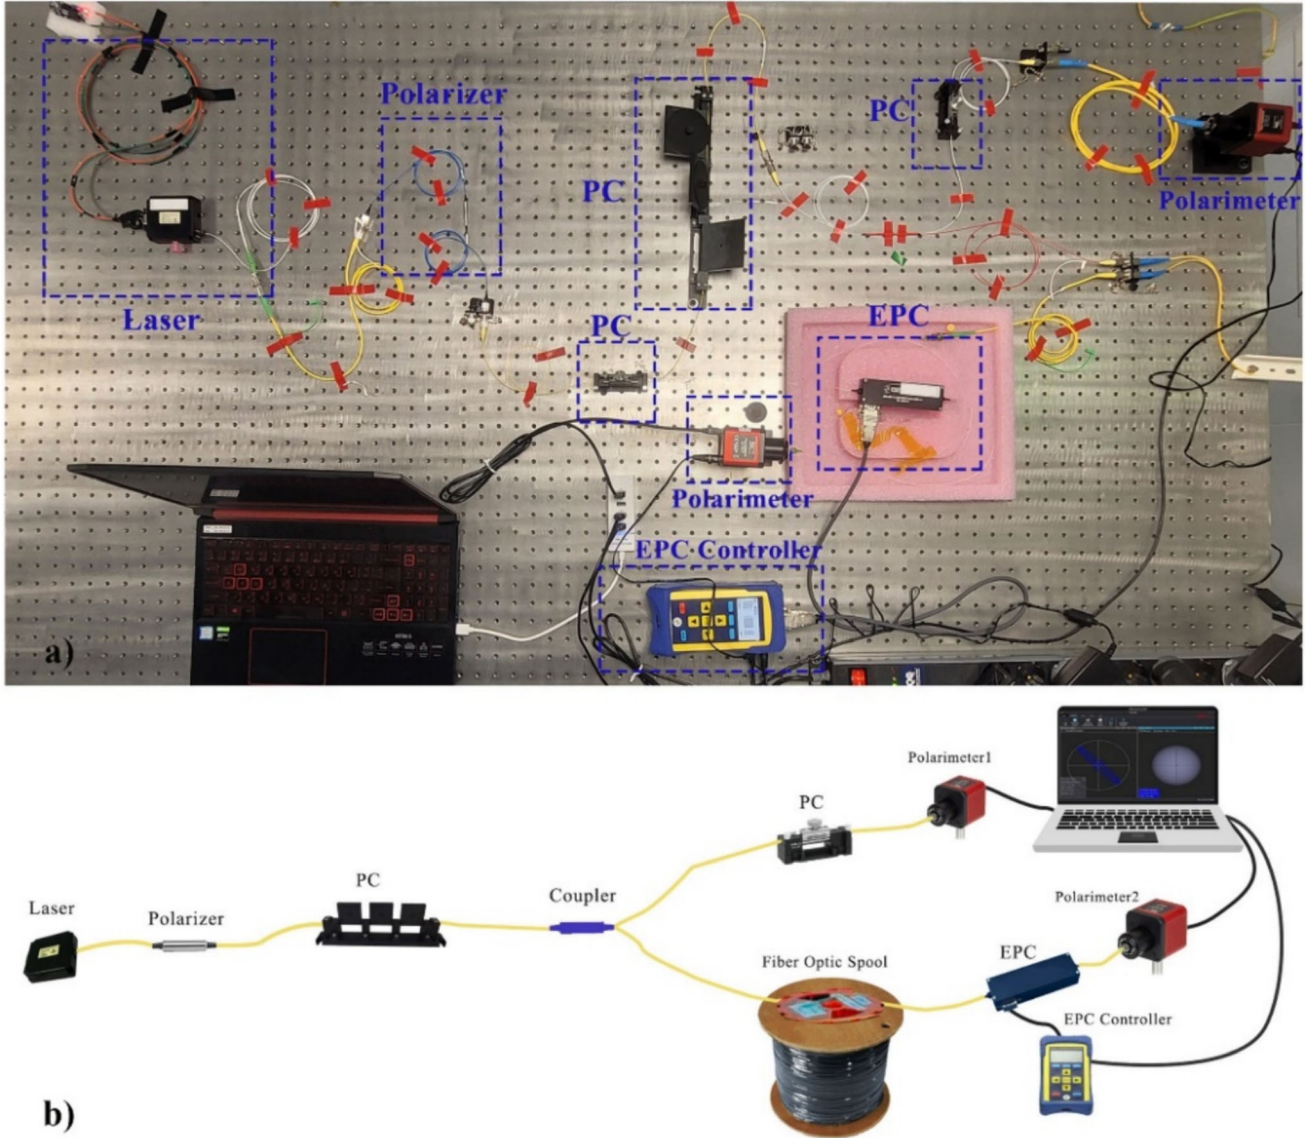 Polarizer
PC
PC
Polarimeter
Laser
PC
EPC
Polarimeter
EPC Controller
a)
Polarimeter1
PC
Laser
Polarizer
PC
Coupler
Polarimeter2
Fiber Optic Spool
EPC
EPC Controller
b)